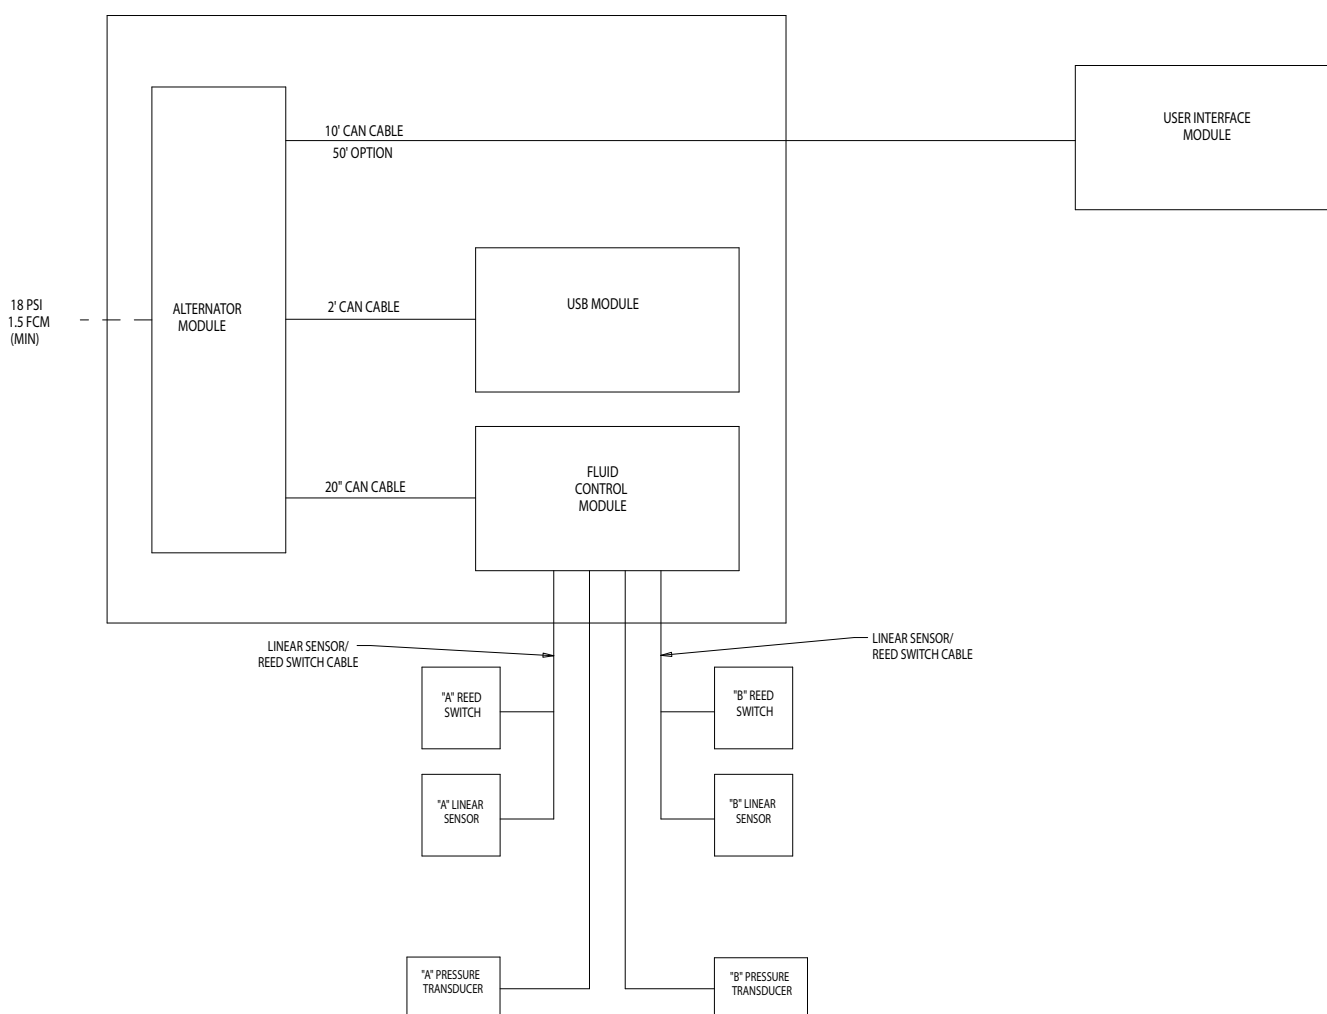 10' CAN CABLE
50' OPTION
USER INTERFACE
MODULE
18 PSI
1.5 FCM
(MIN)
ALTERNATOR
MODULE
2' CAN CABLE
USB MODULE
20" CAN CABLE
FLUID
CONTROL
MODULE
LINEAR SENSOR/
REED SWITCH CABLE
LINEAR SENSOR/
REED SWITCH CABLE
"A" REED
SWITCH
"B" REED
SWITCH
"A" LINEAR
SENSOR
"B" LINEAR
SENSOR
"A" PRESSURE
TRANSDUCER
"B" PRESSURE
TRANSDUCER